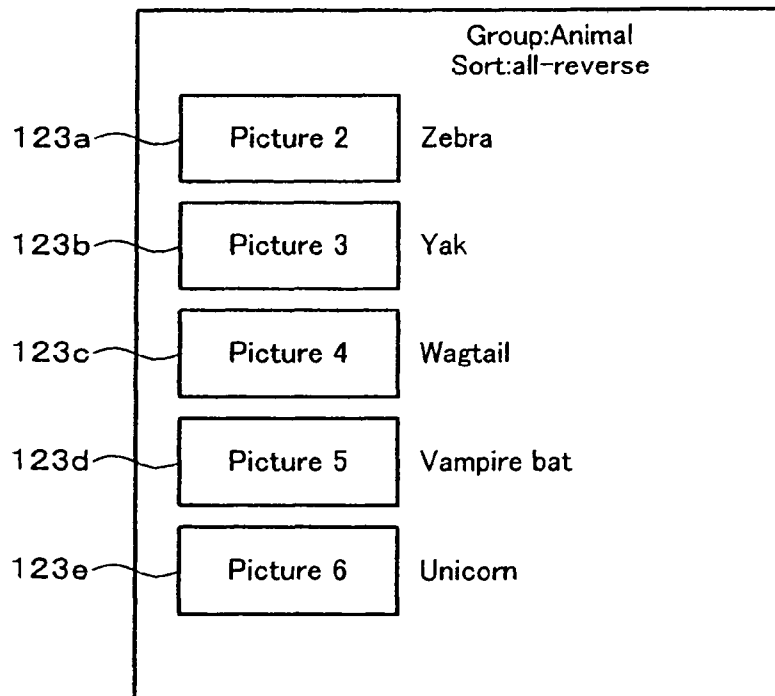 Group:Animal
Sort:all-reverse
123a Picture 2 Zebra
123b Picture 3 Yak
123c Picture 4 Wagtail
123d Picture 5 Vampire bat
123e Picture 6 Unicorn